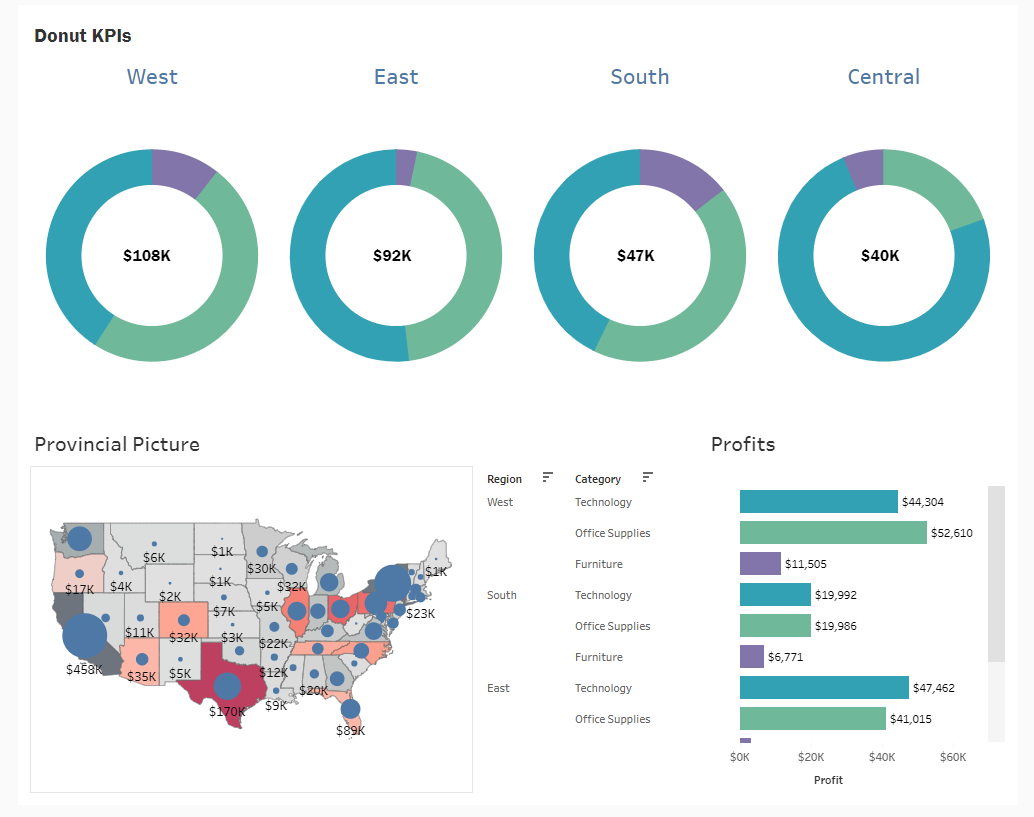 Donut KPIs
West East South Central
$108K $92K $47K $40K
Provincial Picture
Profits
Region Category
West Technology $44,304
Office Supplies $52,610
Furniture $11,505
South Technology $19,992
Office Supplies $19,986
Furniture $6,771
East Technology $47,462
Office Supplies $41,015
$0K $20K $40K $60K
Profit
$6K
$1K
$30K
$1K
$17K
$4K
$2K
$1K
$32K
$7K
$5K
$23K
$11K
$32K
$3K
$22K
$458K
$35K
$5K
$12K
$170K
$9K
$20K
$89K